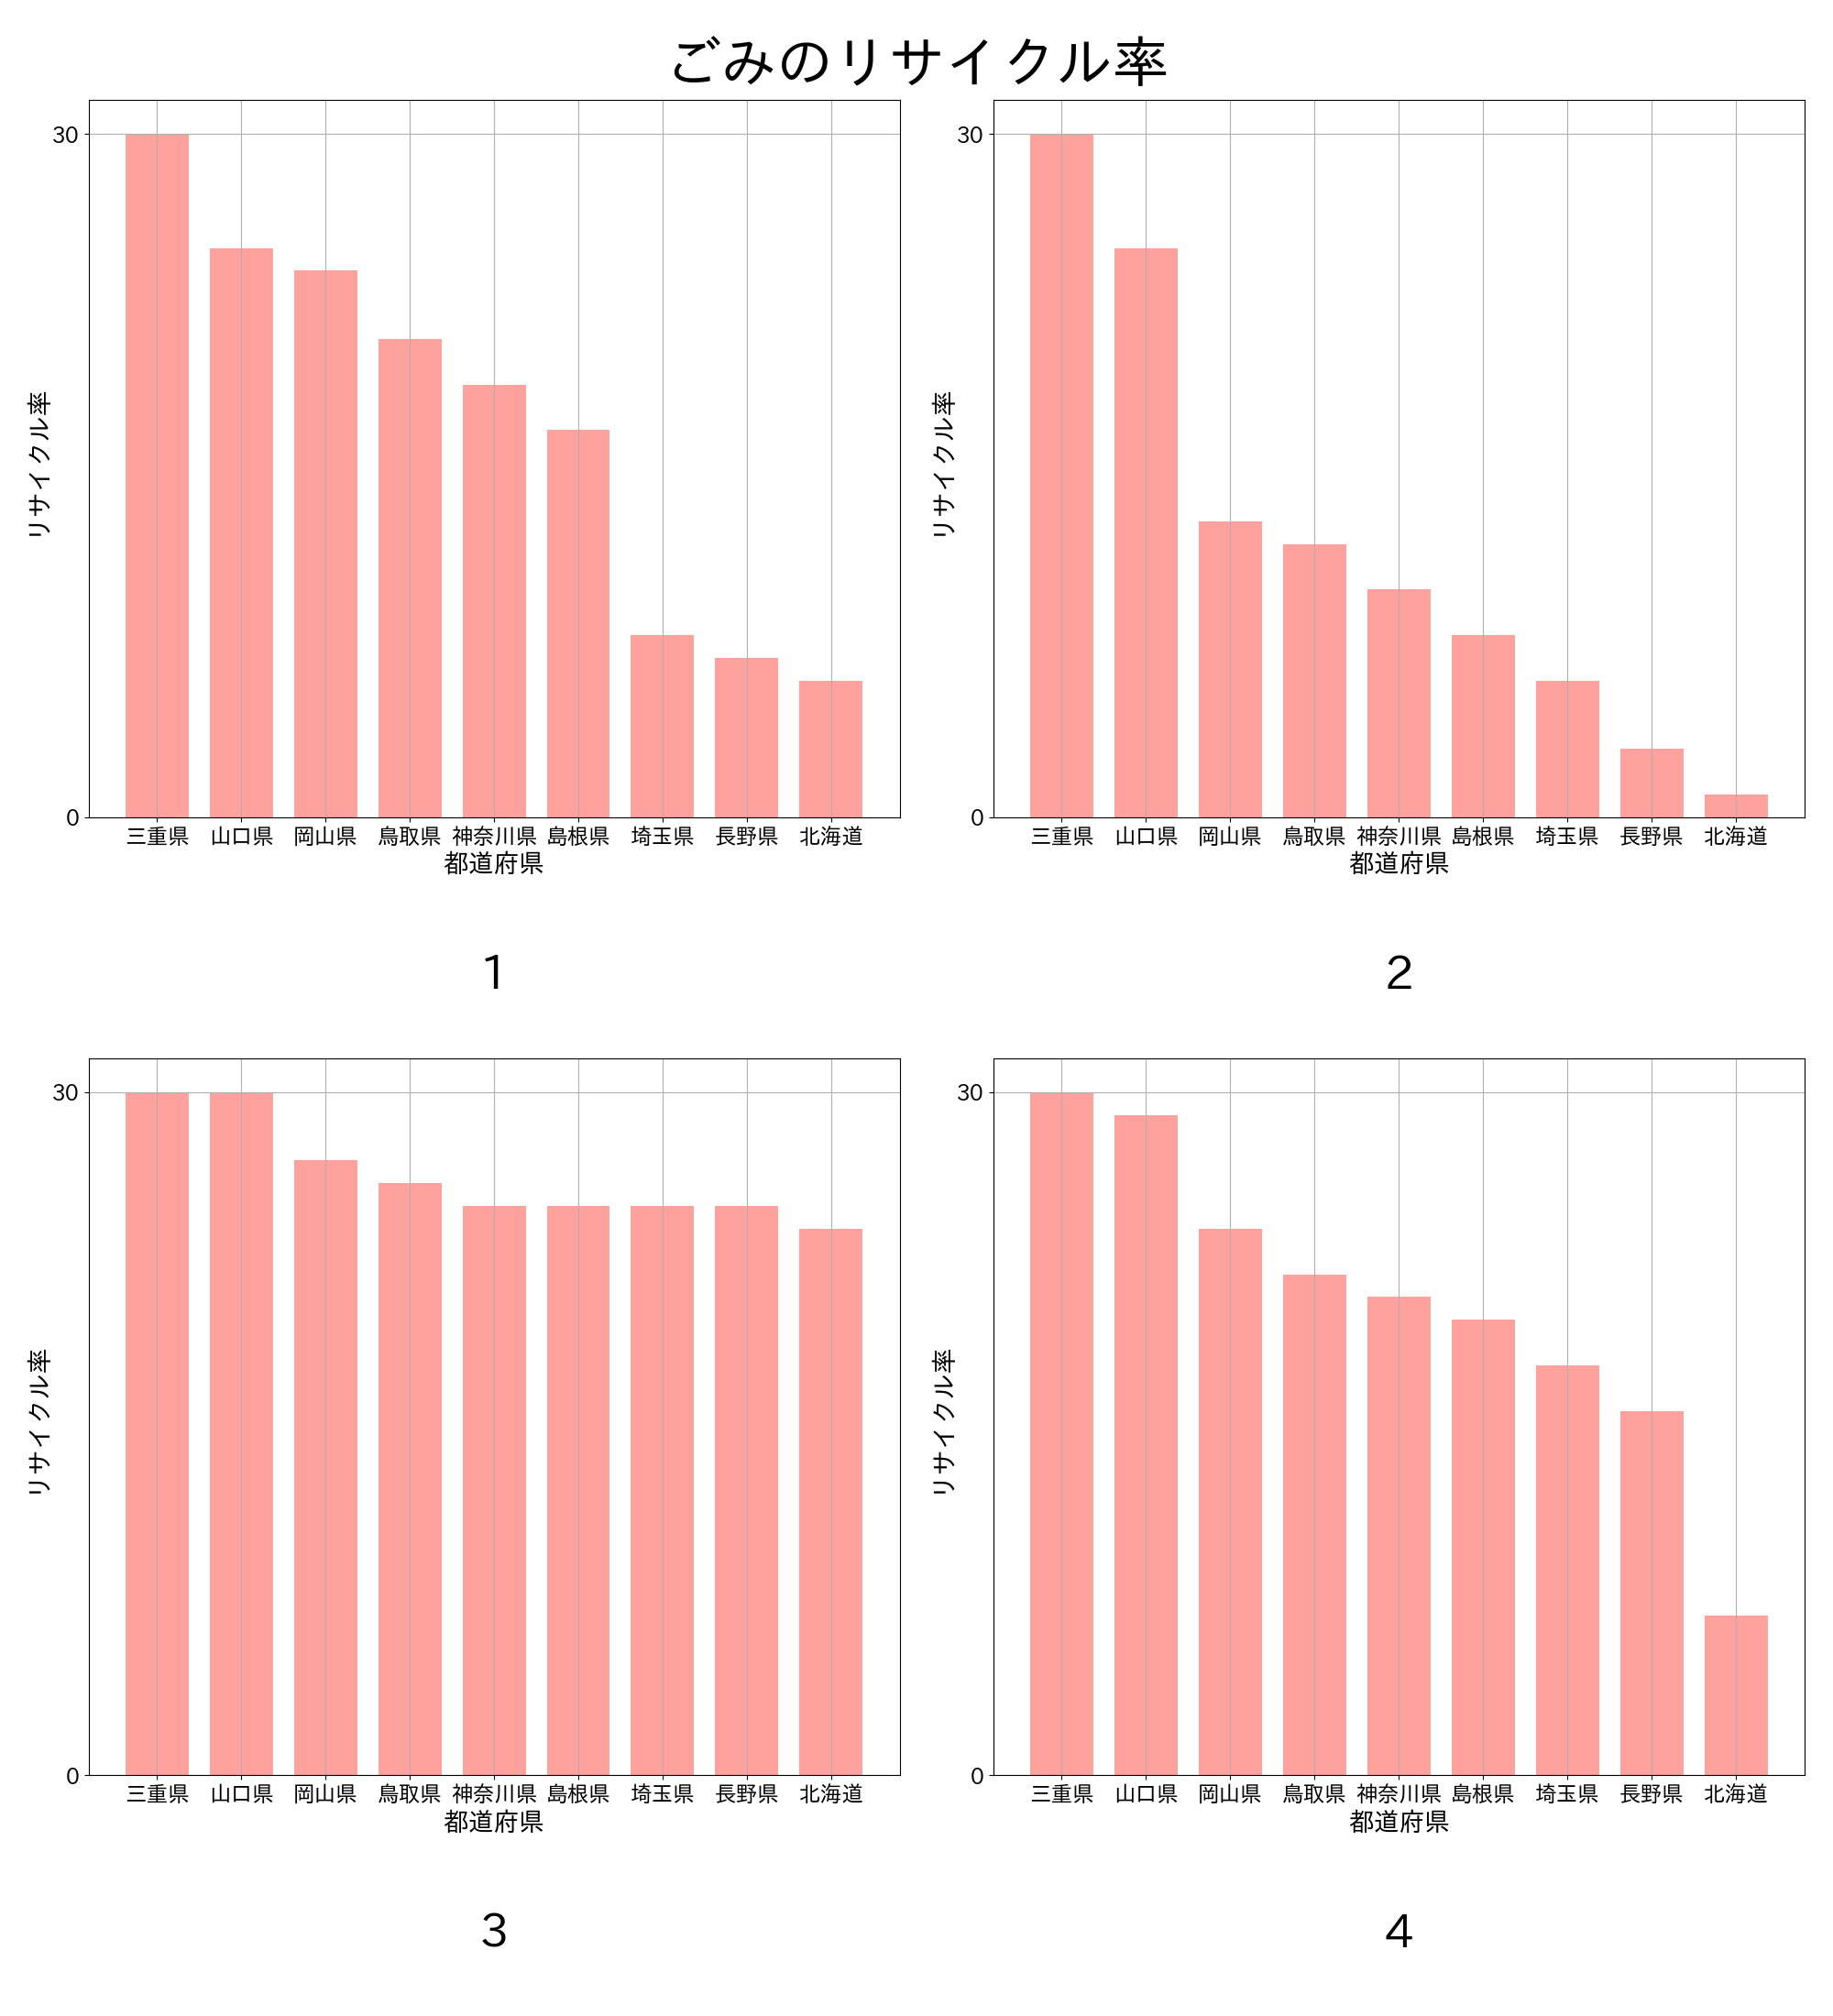 ごみのリサイクル率
30
0
リサイクル率
三重県 山口県 岡山県 鳥取県 神奈川県 島根県 埼玉県 長野県 北海道
都道府県
1
30
0
リサイクル率
三重県 山口県 岡山県 鳥取県 神奈川県 島根県 埼玉県 長野県 北海道
都道府県
2
30
0
リサイクル率
三重県 山口県 岡山県 鳥取県 神奈川県 島根県 埼玉県 長野県 北海道
都道府県
3
30
0
リサイクル率
三重県 山口県 岡山県 鳥取県 神奈川県 島根県 埼玉県 長野県 北海道
都道府県
4